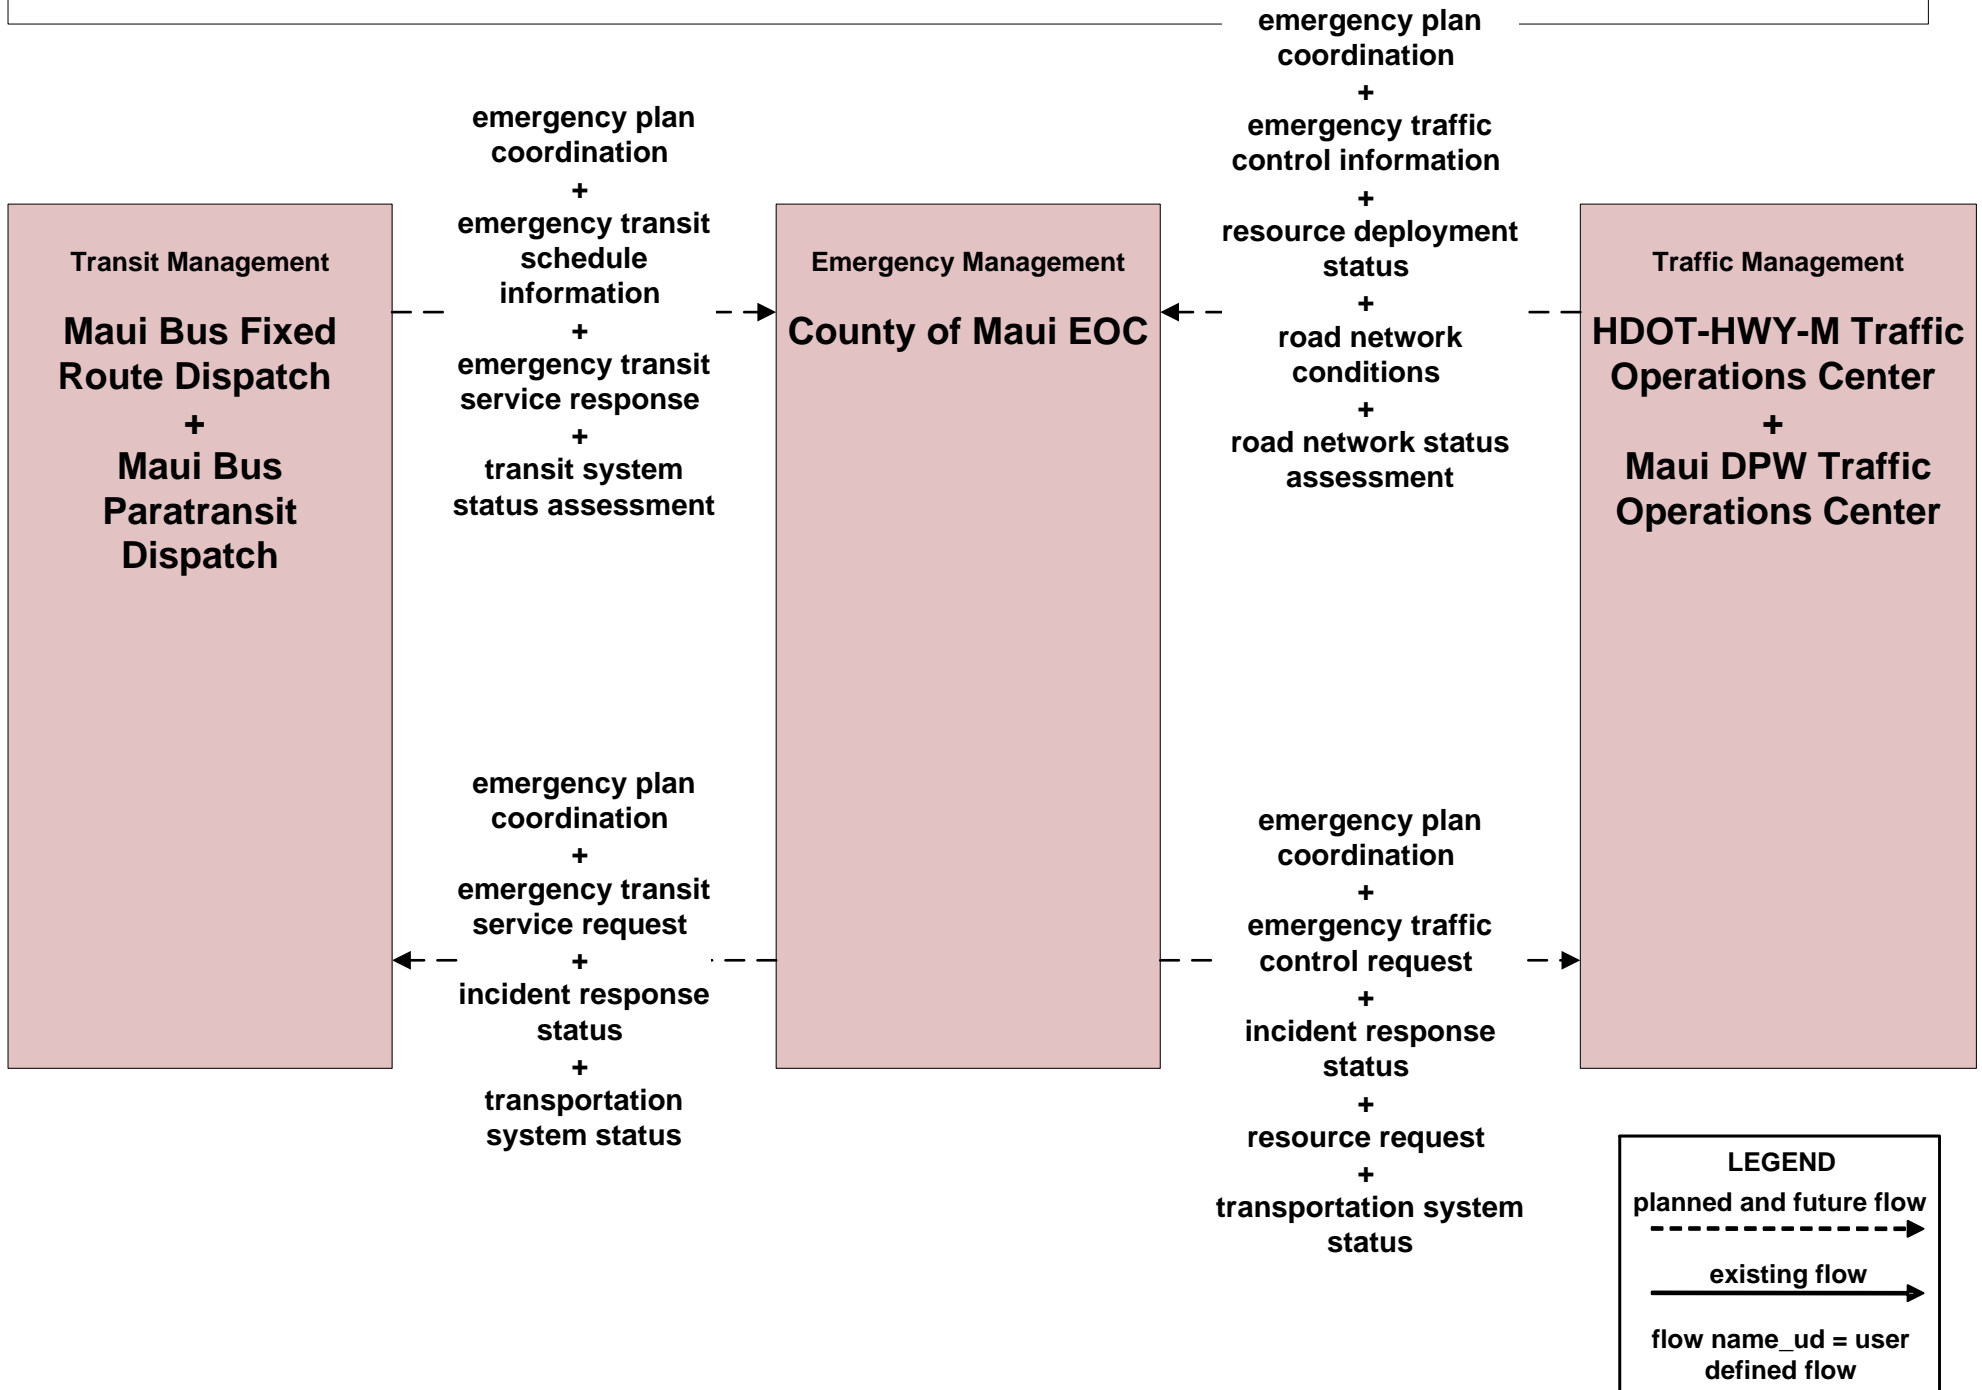 emergency plan
coordination
+
emergency traffic
control information
+
resource deployment
status
+
road network
conditions
+
road network status
assessment
emergency plan
coordination
+
emergency transit
schedule
information
+
emergency transit
service response
+
transit system
status assessment
Transit Management
Maui Bus Fixed
Route Dispatch
+
Maui Bus
Paratransit
Dispatch
Emergency Management
County of Maui EOC
Traffic Management
HDOT-HWY-M Traffic
Operations Center
+
Maui DPW Traffic
Operations Center
emergency plan
coordination
+
emergency transit
service request
+
incident response
status
+
transportation
system status
emergency plan
coordination
+
emergency traffic
control request
+
incident response
status
+
resource request
+
transportation system
status
LEGEND
planned and future flow
existing flow
flow name_ud = user
defined flow